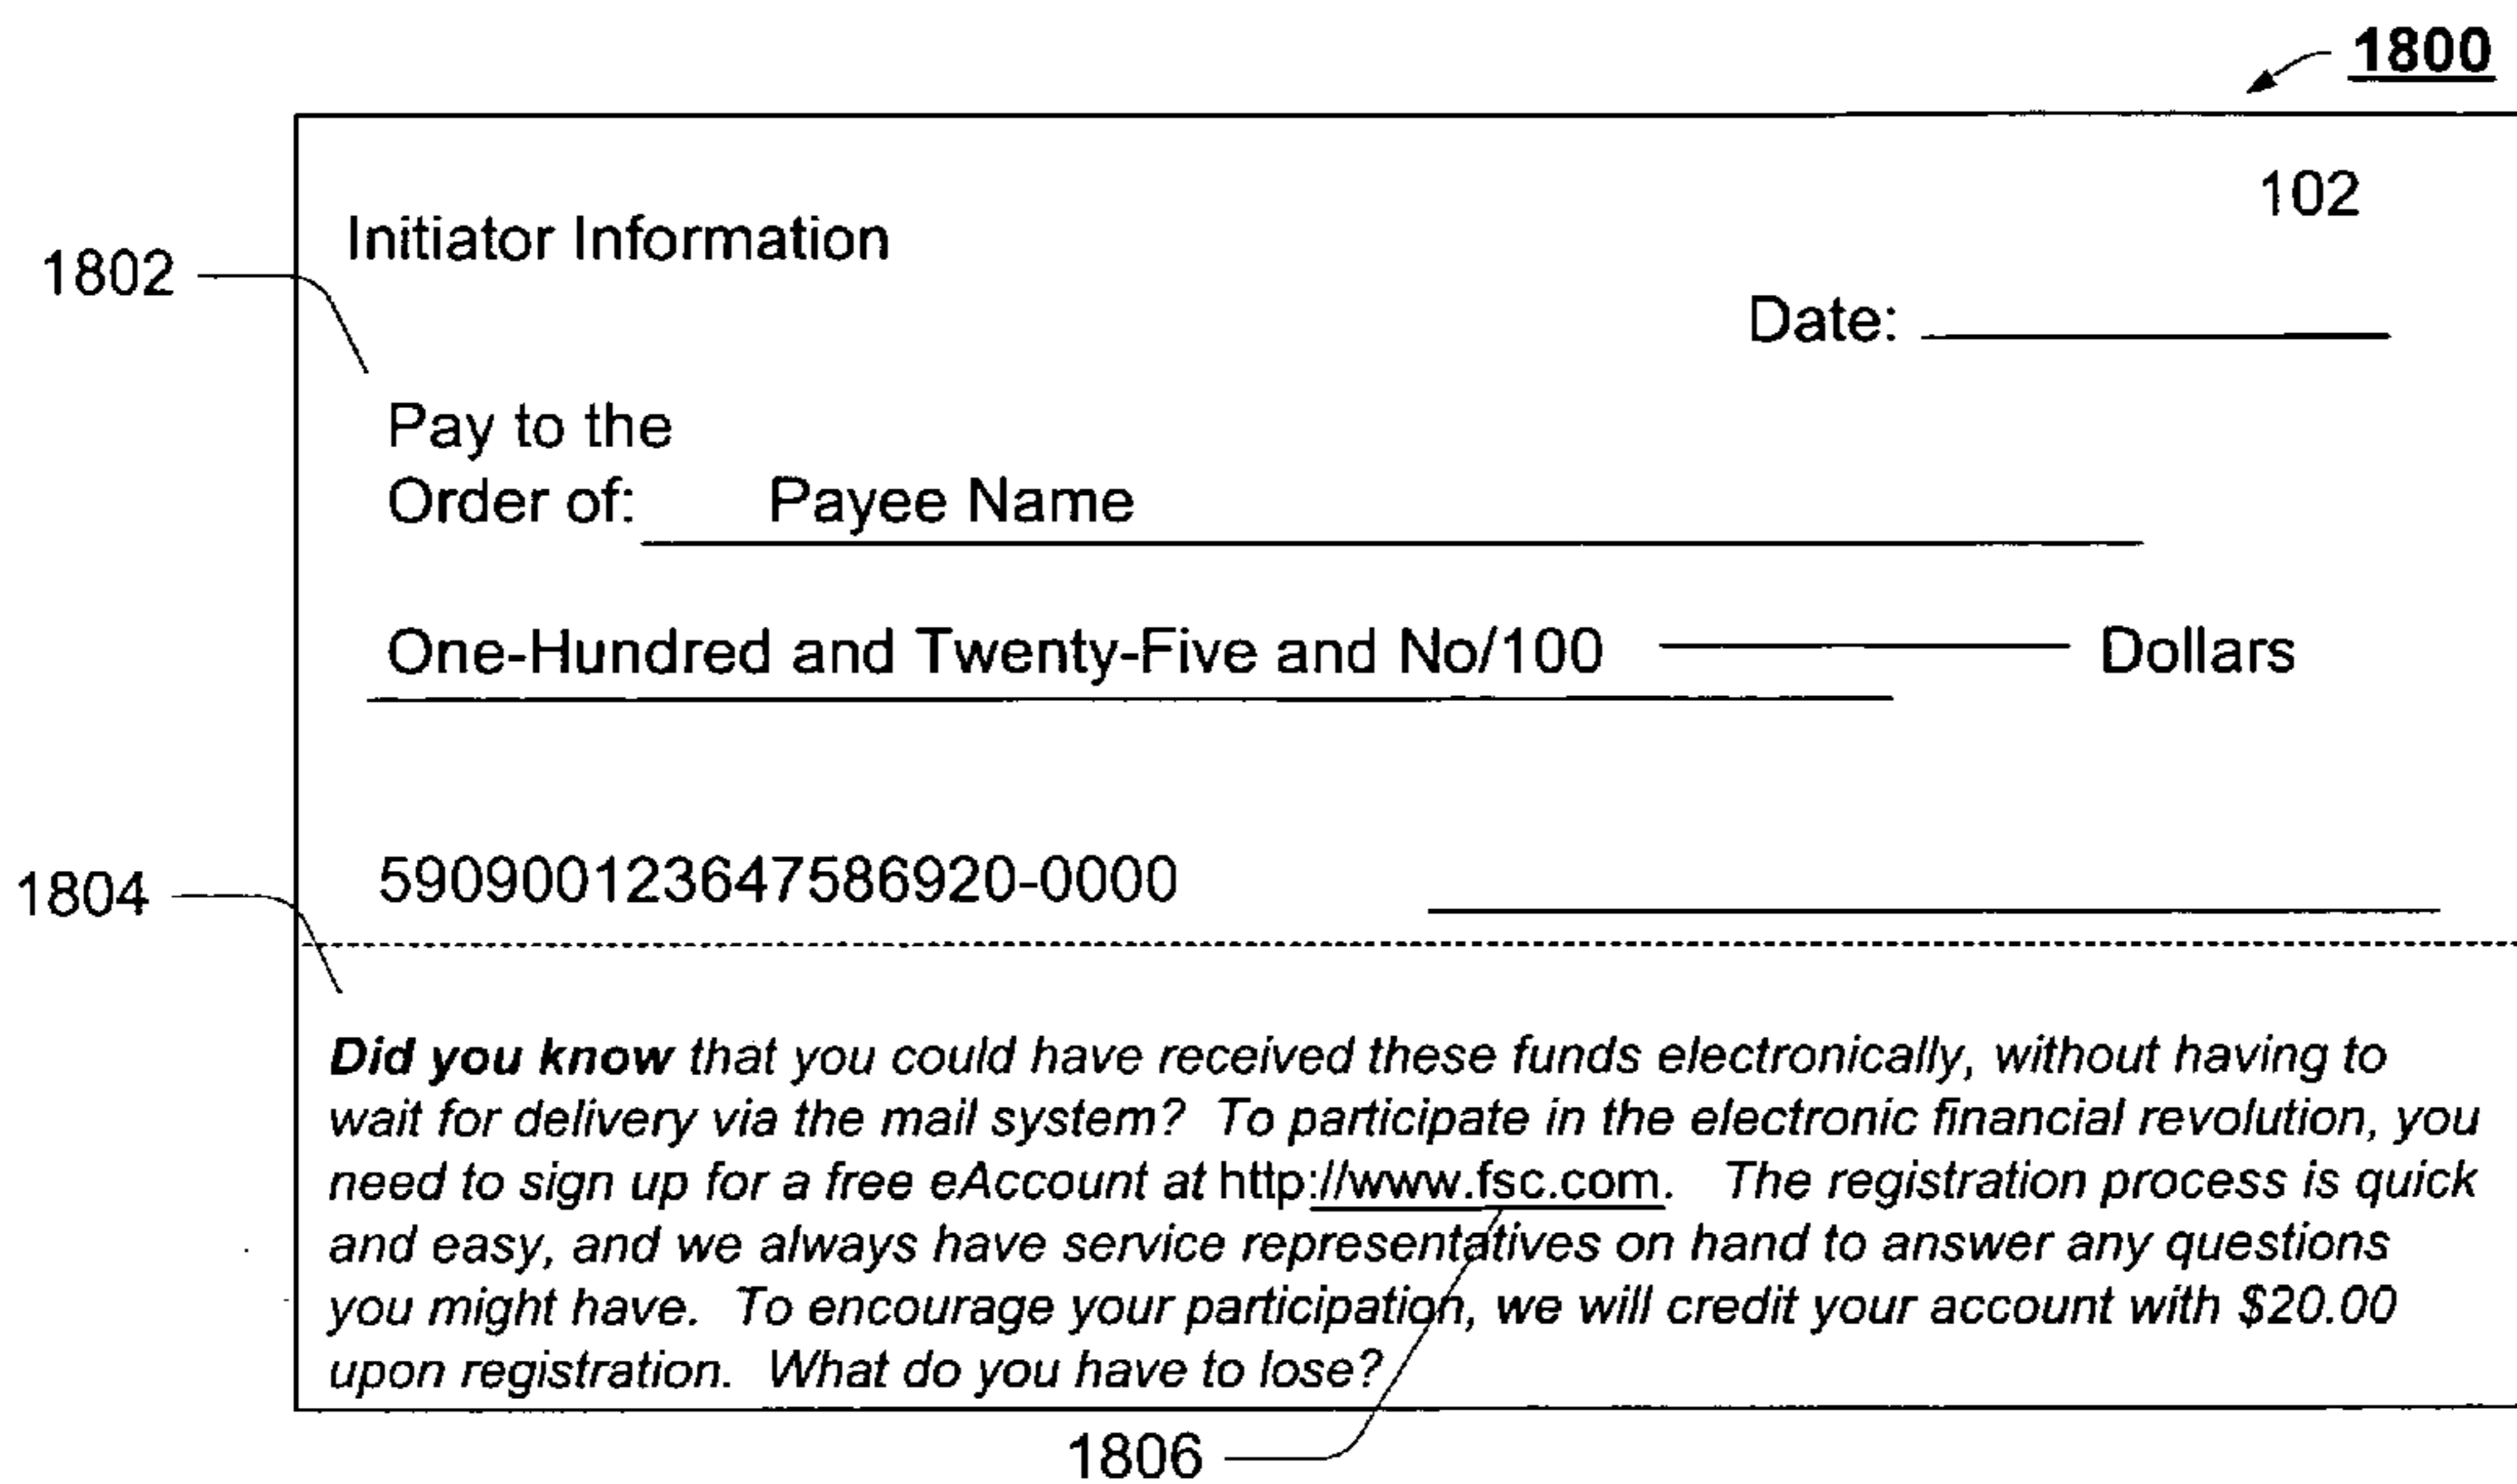 1800
102
Initiator Information
1802
Date:
Pay to the
Order of: Payee Name
One-Hundred and Twenty-Five and No/100 Dollars
590900123647586920-0000
1804
Did you know that you could have received these funds electronically, without having to
wait for delivery via the mail system? To participate in the electronic financial revolution, you
need to sign up for a free eAccount at http://www.fsc.com. The registration process is quick
and easy, and we always have service representatives on hand to answer any questions
you might have. To encourage your participation, we will credit your account with $20.00
upon registration. What do you have to lose?
1806